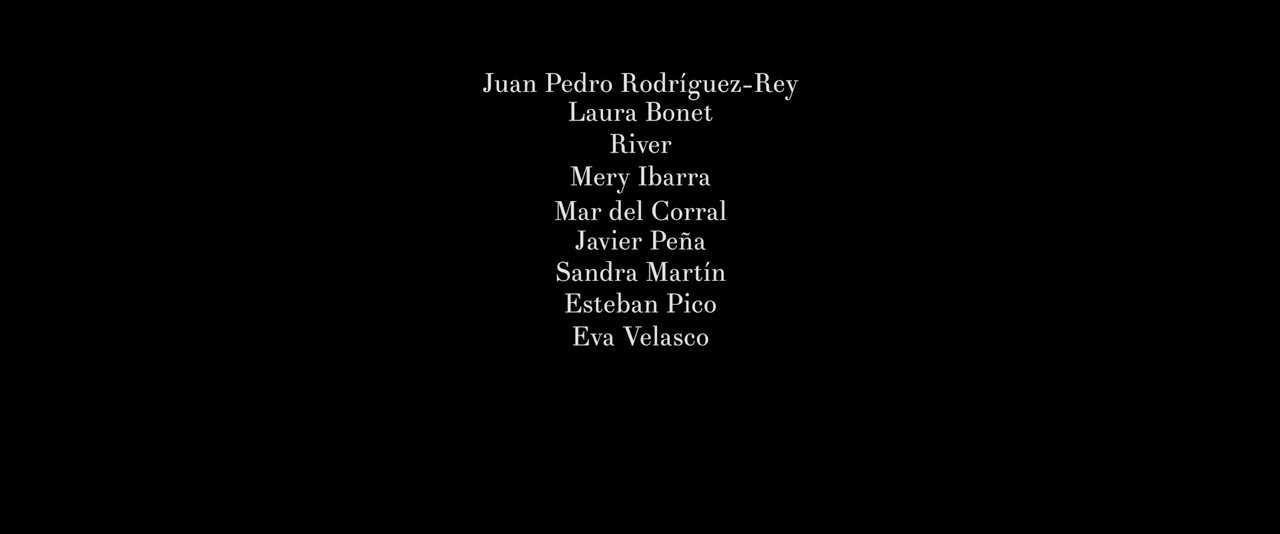 Juan Pedro Rodríguez-Rey
Laura Bonet
River
Mery Ibarra
Mar del Corral
Javier Peña
Sandra Martín
Esteban Pico
Eva Velasco